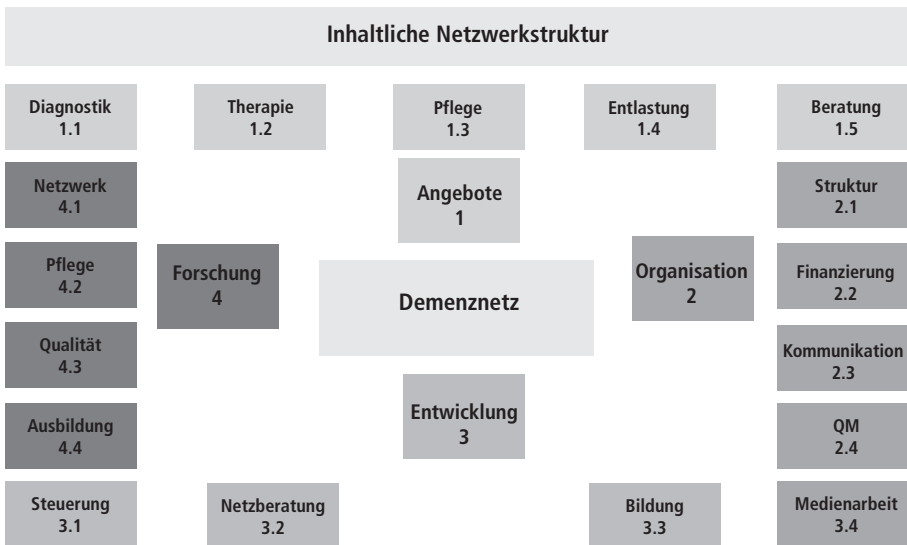 Inhaltliche Netzwerkstruktur
Diagnostik
1.1
Therapie
1.2
Pflege
1.3
Entlastung
1.4
Beratung
1.5
Netzwerk
4.1
Angebote
1
Struktur
2.1
Pflege
4.2
Forschung
4
Demenznetz
Organisation
2
Finanzierung
2.2
Qualität
4.3
Kommunikation
2.3
Entwicklung
3
Ausbildung
4.4
QM
2.4
Steuerung
3.1
Netzberatung
3.2
Bildung
3.3
Medienarbeit
3.4